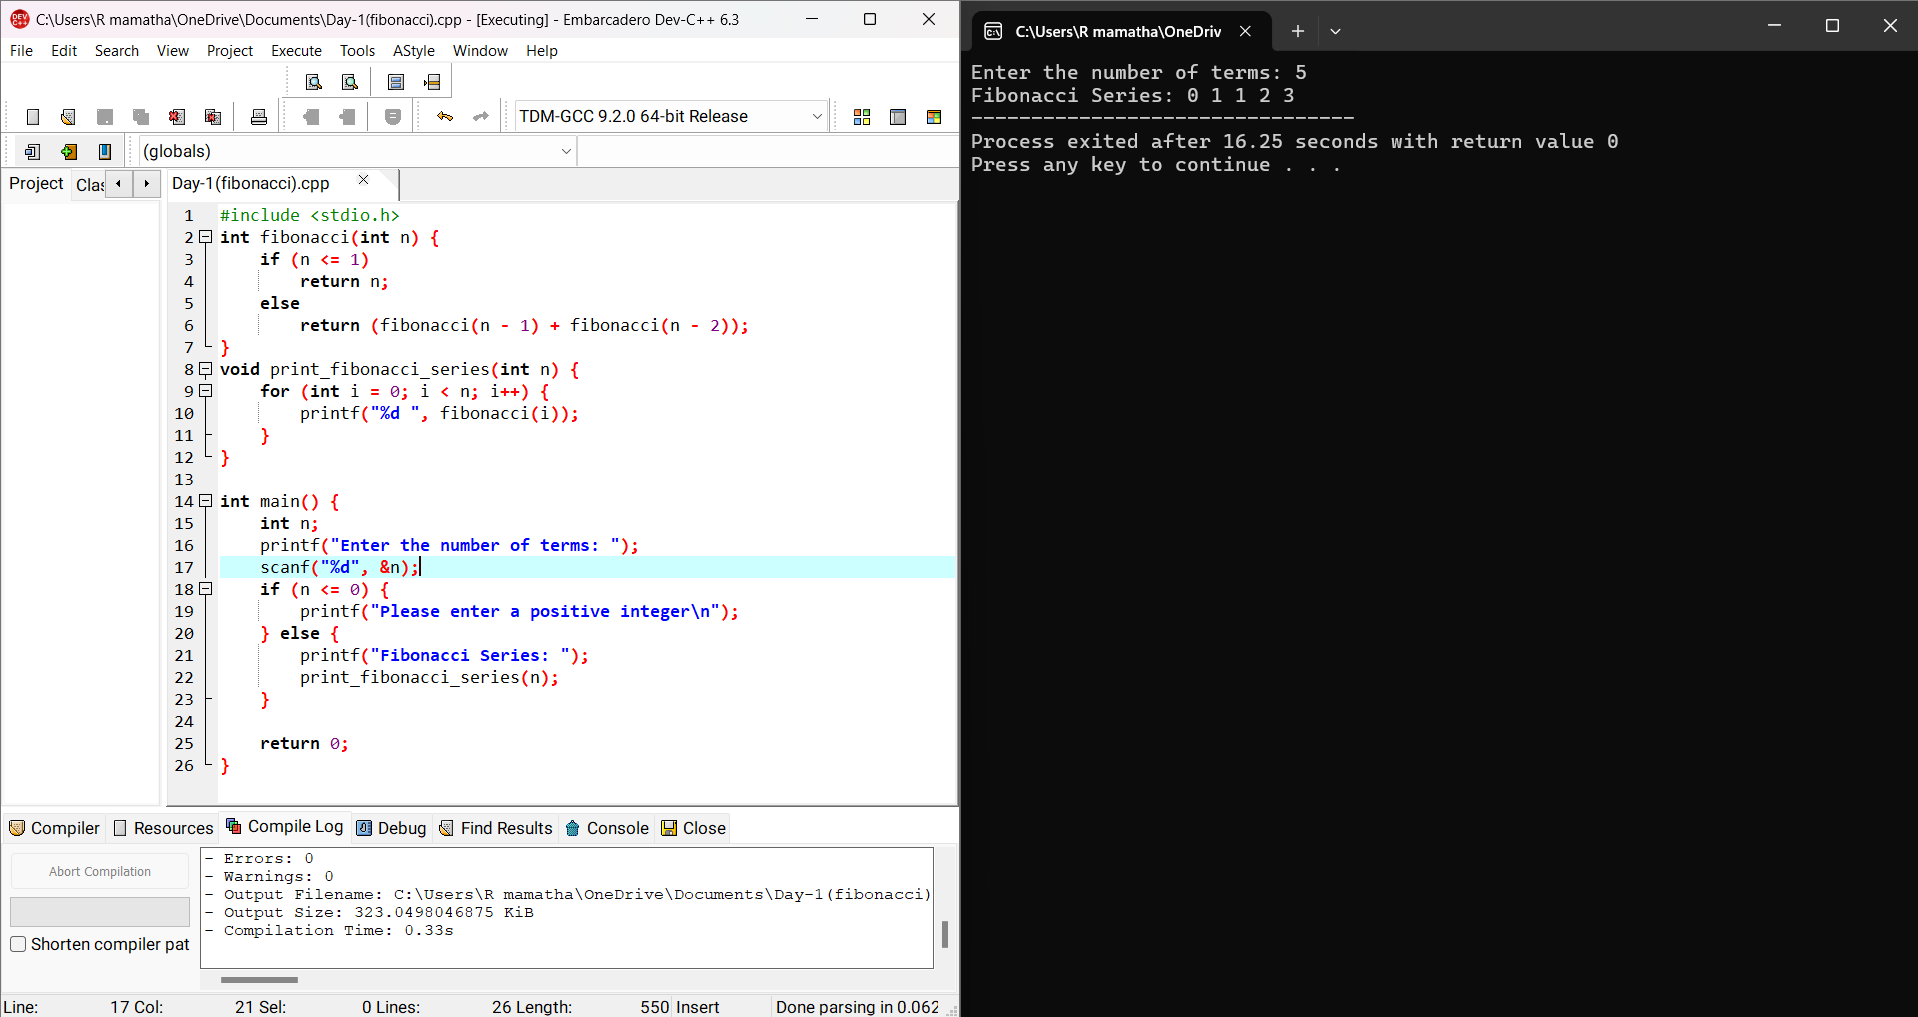 C:\Users\R mamatha\OneDrive\Documents\Day-1(fibonacci).cpp - [Executing] - Embarcadero Dev-C++ 6.3
File Edit Search View Project Execute Tools AStyle Window Help
TDM-GCC 9.2.0 64-bit Release
(globals)
Project Clas
Day-1(fibonacci).cpp
1 #include <stdio.h>
2 int fibonacci(int n) {
3     if (n <= 1)
4         return n;
5     else
6         return (fibonacci(n - 1) + fibonacci(n - 2));
7 }
8 void print_fibonacci_series(int n) {
9     for (int i = 0; i < n; i++) {
10         printf("%d ", fibonacci(i));
11     }
12 }
13
14 int main() {
15     int n;
16     printf("Enter the number of terms: ");
17     scanf("%d", &n);
18     if (n <= 0) {
19         printf("Please enter a positive integer\n");
20     } else {
21         printf("Fibonacci Series: ");
22         print_fibonacci_series(n);
23     }
24
25     return 0;
26 }
Compiler Resources Compile Log Debug Find Results Console Close
Abort Compilation
Shorten compiler pat
- Errors: 0
- Warnings: 0
- Output Filename: C:\Users\R mamatha\OneDrive\Documents\Day-1(fibonacci)
- Output Size: 323.0498046875 KiB
- Compilation Time: 0.33s
Line: 17 Col: 21 Sel: 0 Lines: 26 Length: 550 Insert Done parsing in 0.062
C:\Users\R mamatha\OneDriv
Enter the number of terms: 5
Fibonacci Series: 0 1 1 2 3
--------------------------------
Process exited after 16.25 seconds with return value 0
Press any key to continue . . .